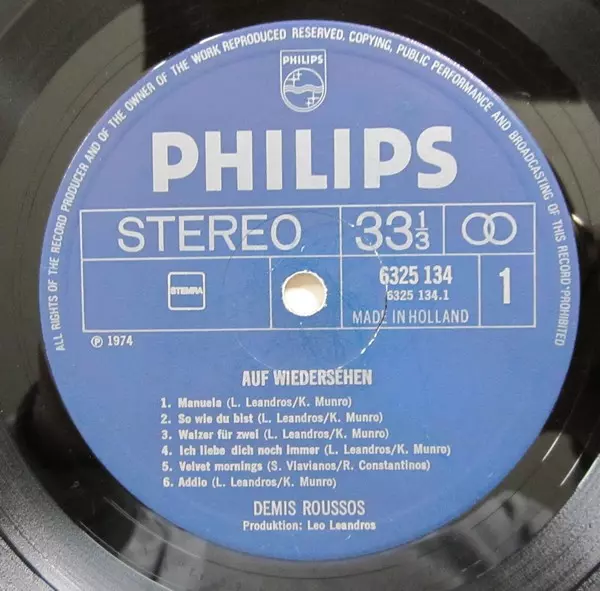 ALL RIGHTS OF THE RECORD PRODUCER AND OF THE OWNER OF THE WORK REPRODUCED RESERVED. COPYING, PUBLIC PERFORMANCE AND BROADCASTING OF THIS RECORD PROHIBITED
PHILIPS
PHILIPS
STEREO 33⅓
STEMRA 6325 134 1
6325 134.1
MADE IN HOLLAND
℗ 1974
AUF WIEDERSEHEN
1. Manuela (L. Leandros/K. Munro)
2. So wie du bist (L. Leandros/K. Munro)
3. Walzer für zwei (L. Leandros/K. Munro)
4. Ich liebe dich noch immer (L. Leandros/K. Munro)
5. Velvet mornings (S. Vlavianos/R. Constantinos)
6. Addio (L. Leandros/K. Munro)
DEMIS ROUSSOS
Produktion: Leo Leandros